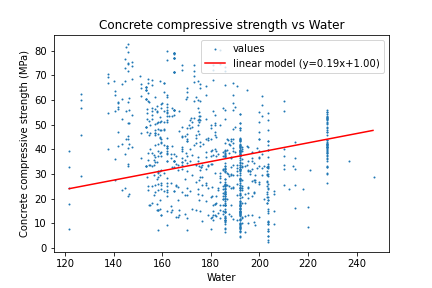 Concrete compressive strength vs Water
values
linear model (y=0.19x+1.00)
Concrete compressive strength (MPa)
80
70
60
50
40
30
20
10
0
120 140 160 180 200 220 240
Water